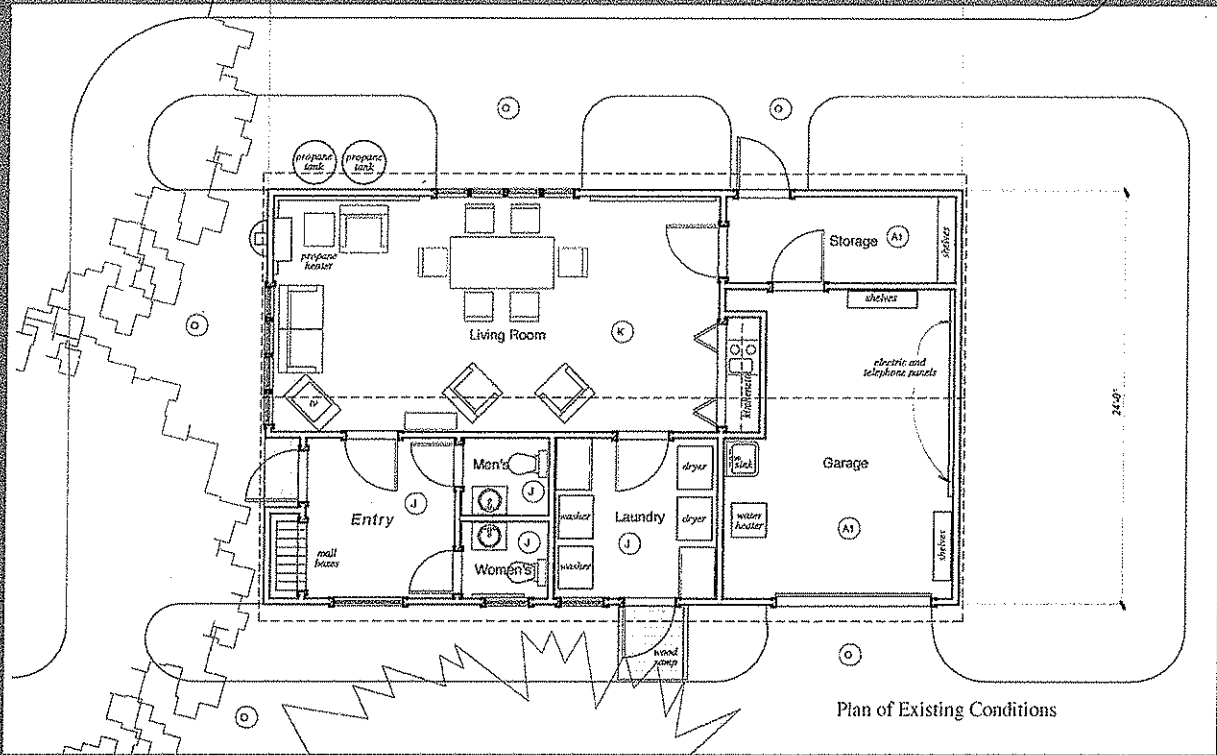 propane
tank
propane
tank
Storage
A1
shelves
propane
heater
shelves
Living Room
K
electric and
telephone panels
kitchenette
tv
24'-0"
Men's
J
dryer
sink
Garage
Entry
J
washer
Laundry
dryer
water
heater
A1
J
J
mail
boxes
Women's
washer
shelves
wood
ramp
Plan of Existing Conditions